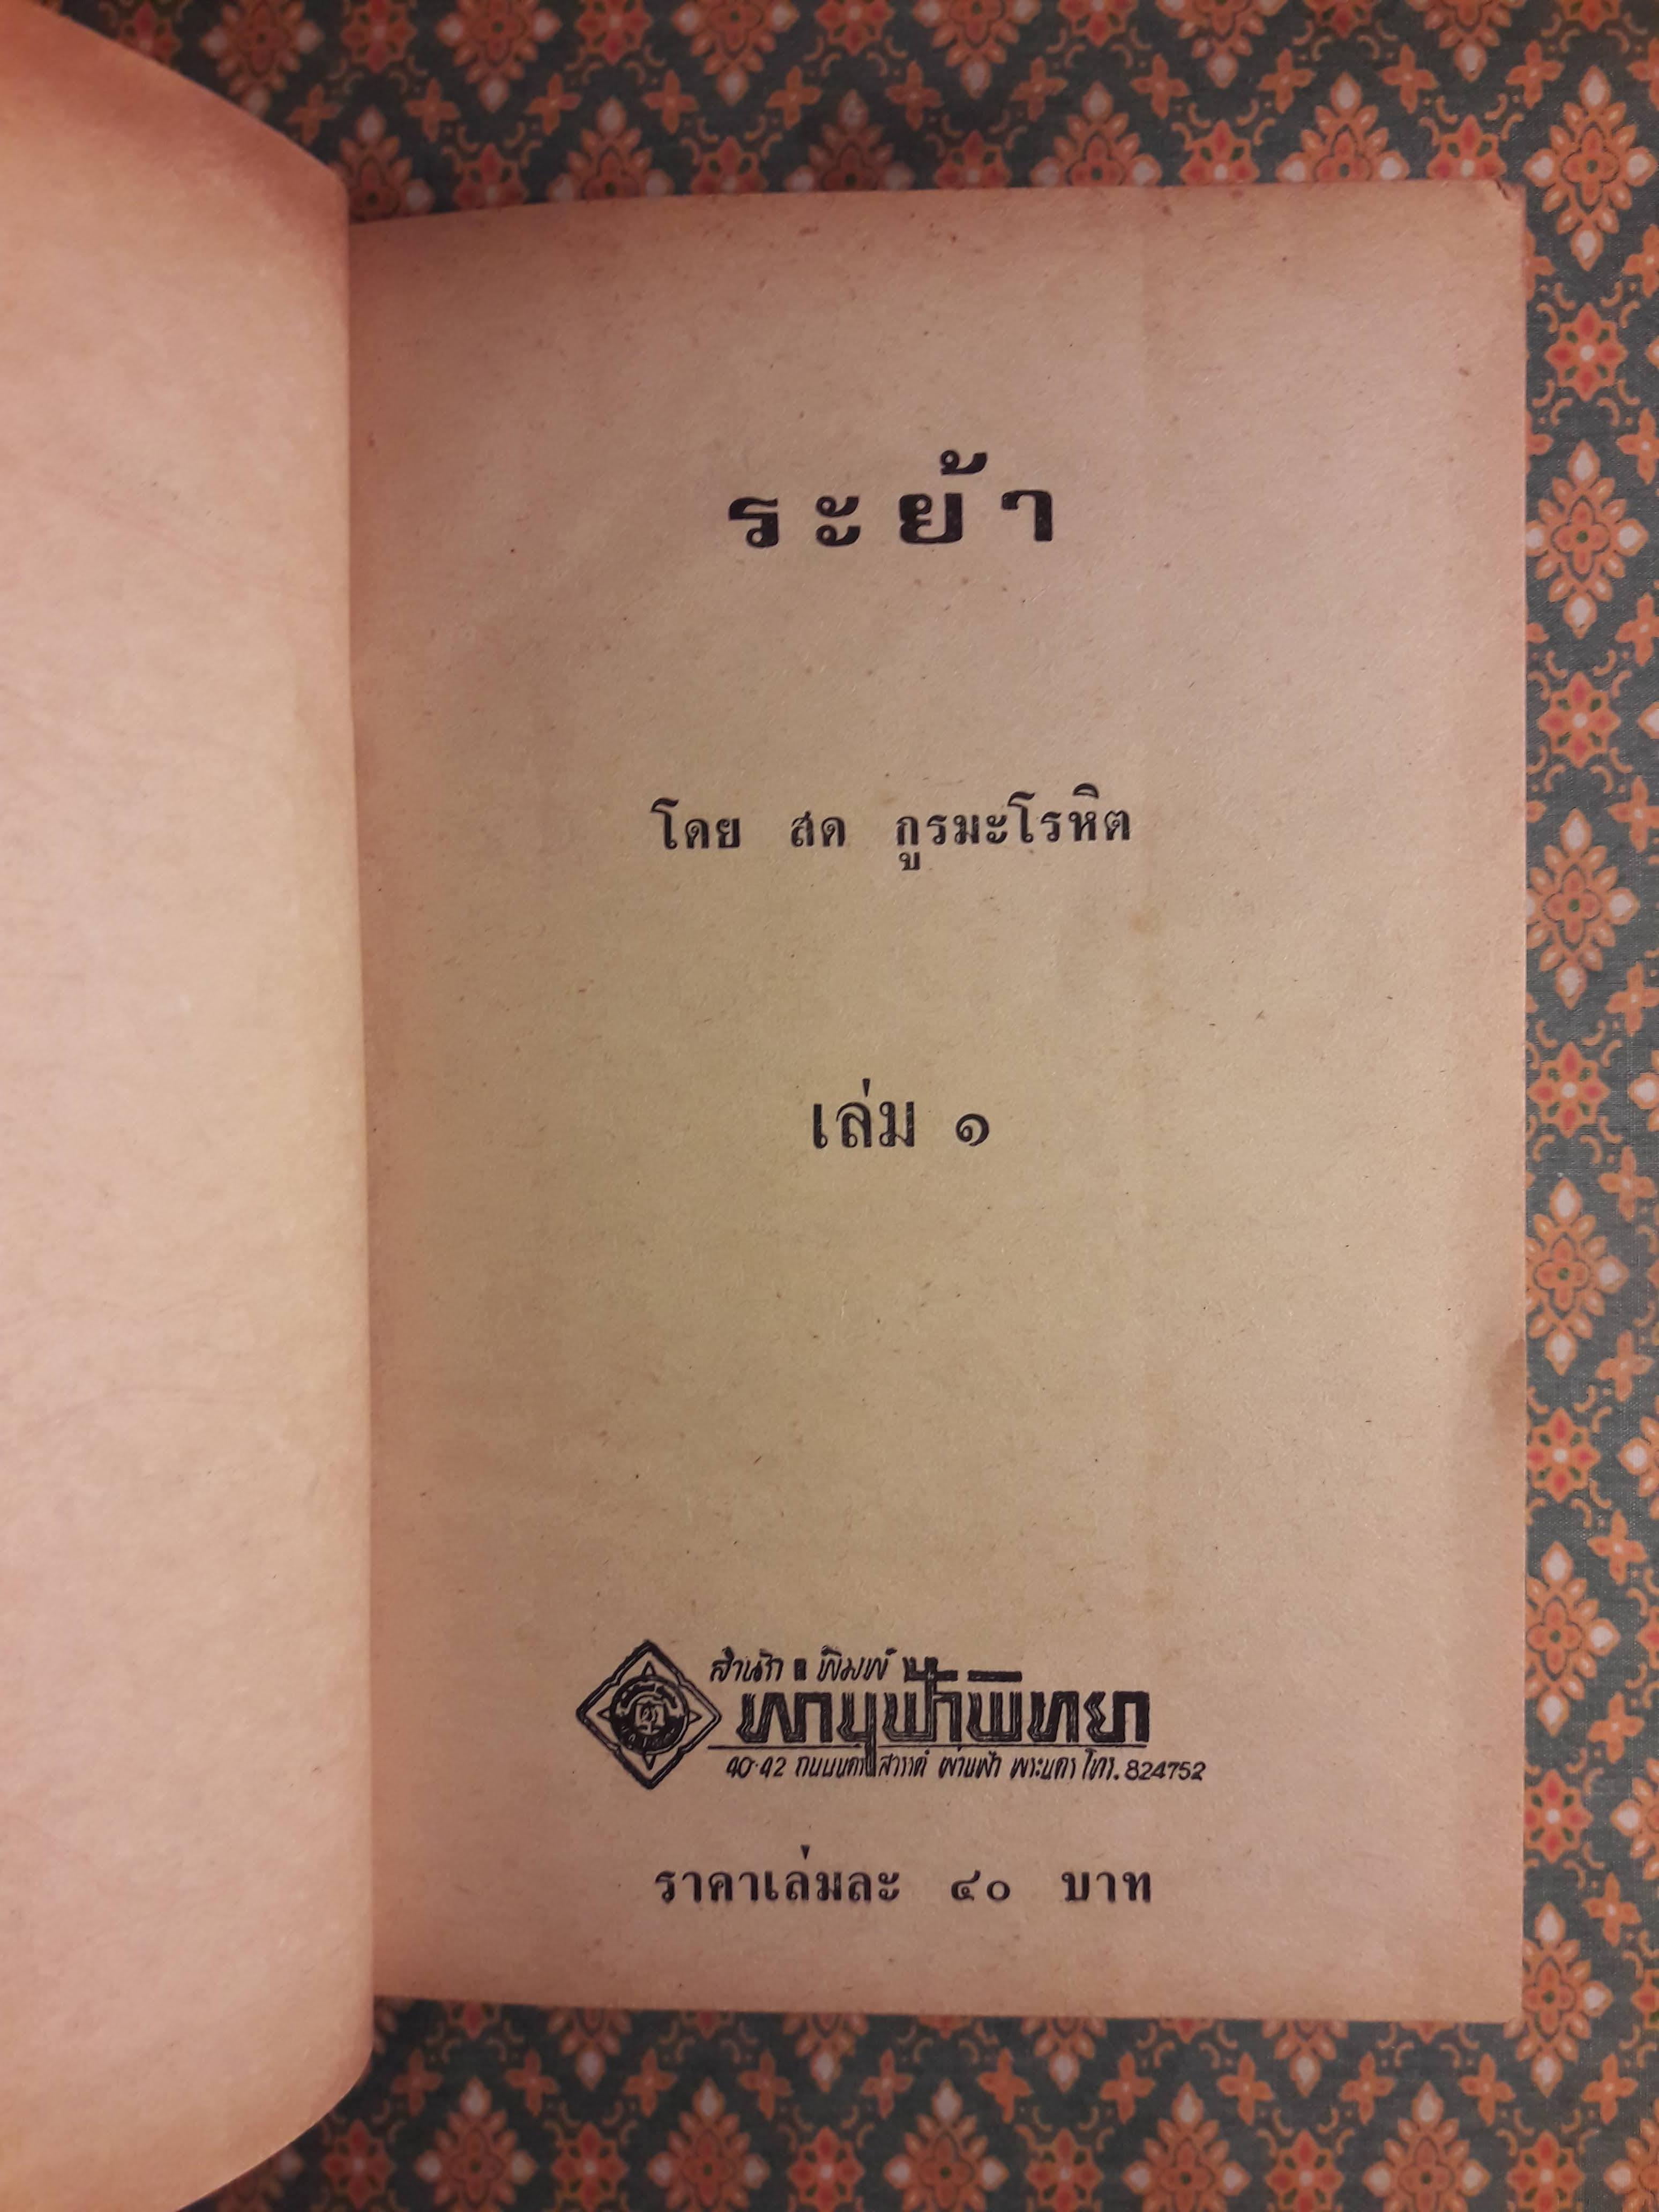 ระย้า
โดย สด กูรมะโรหิต
เล่ม ๑
สำนักพิมพ์
ผ่านฟ้าพิทยา
40-42 ถนนนครสวรรค์ ผ่านฟ้า พระนคร โทร. 824752
ราคาเล่มละ ๔๐ บาท